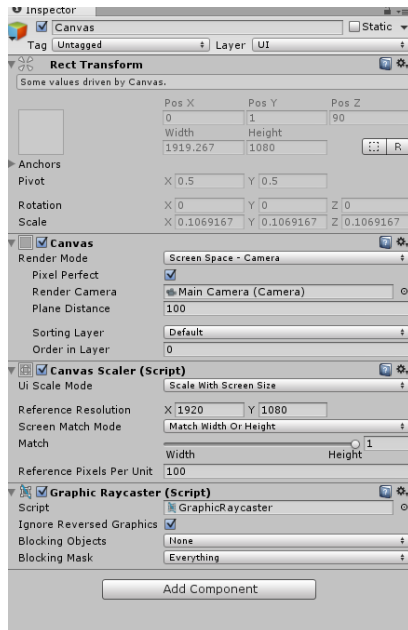 Inspector
Canvas Static
Tag Untagged Layer UI
Rect Transform
Some values driven by Canvas.
Pos X Pos Y Pos Z
0 1 90
Width Height
1919.267 1080 R
Anchors
Pivot X 0.5 Y 0.5
Rotation X 0 Y 0 Z 0
Scale X 0.1069167 Y 0.1069167 Z 0.1069167
Canvas
Render Mode Screen Space - Camera
Pixel Perfect
Render Camera Main Camera (Camera)
Plane Distance 100
Sorting Layer Default
Order in Layer 0
Canvas Scaler (Script)
Ui Scale Mode Scale With Screen Size
Reference Resolution X 1920 Y 1080
Screen Match Mode Match Width Or Height
Match 1
Width Height
Reference Pixels Per Unit 100
Graphic Raycaster (Script)
Script GraphicRaycaster
Ignore Reversed Graphics
Blocking Objects None
Blocking Mask Everything
Add Component